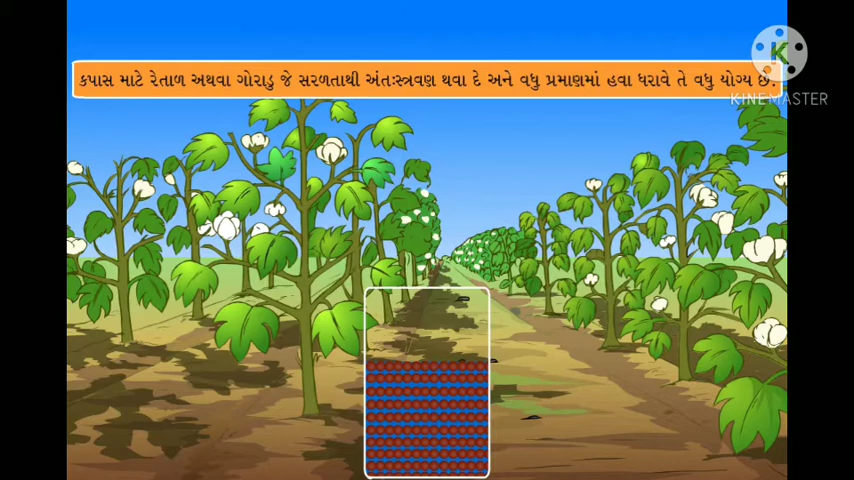 કપાસ માટે રેતાળ અથવા ગોરાડુ જે સરળતાથી અંતઃસ્ત્રવણ થવા દે અને વધુ પ્રમાણમાં હવા ધરાવે તે વધુ યોગ્ય છે.
K
KINEMASTER